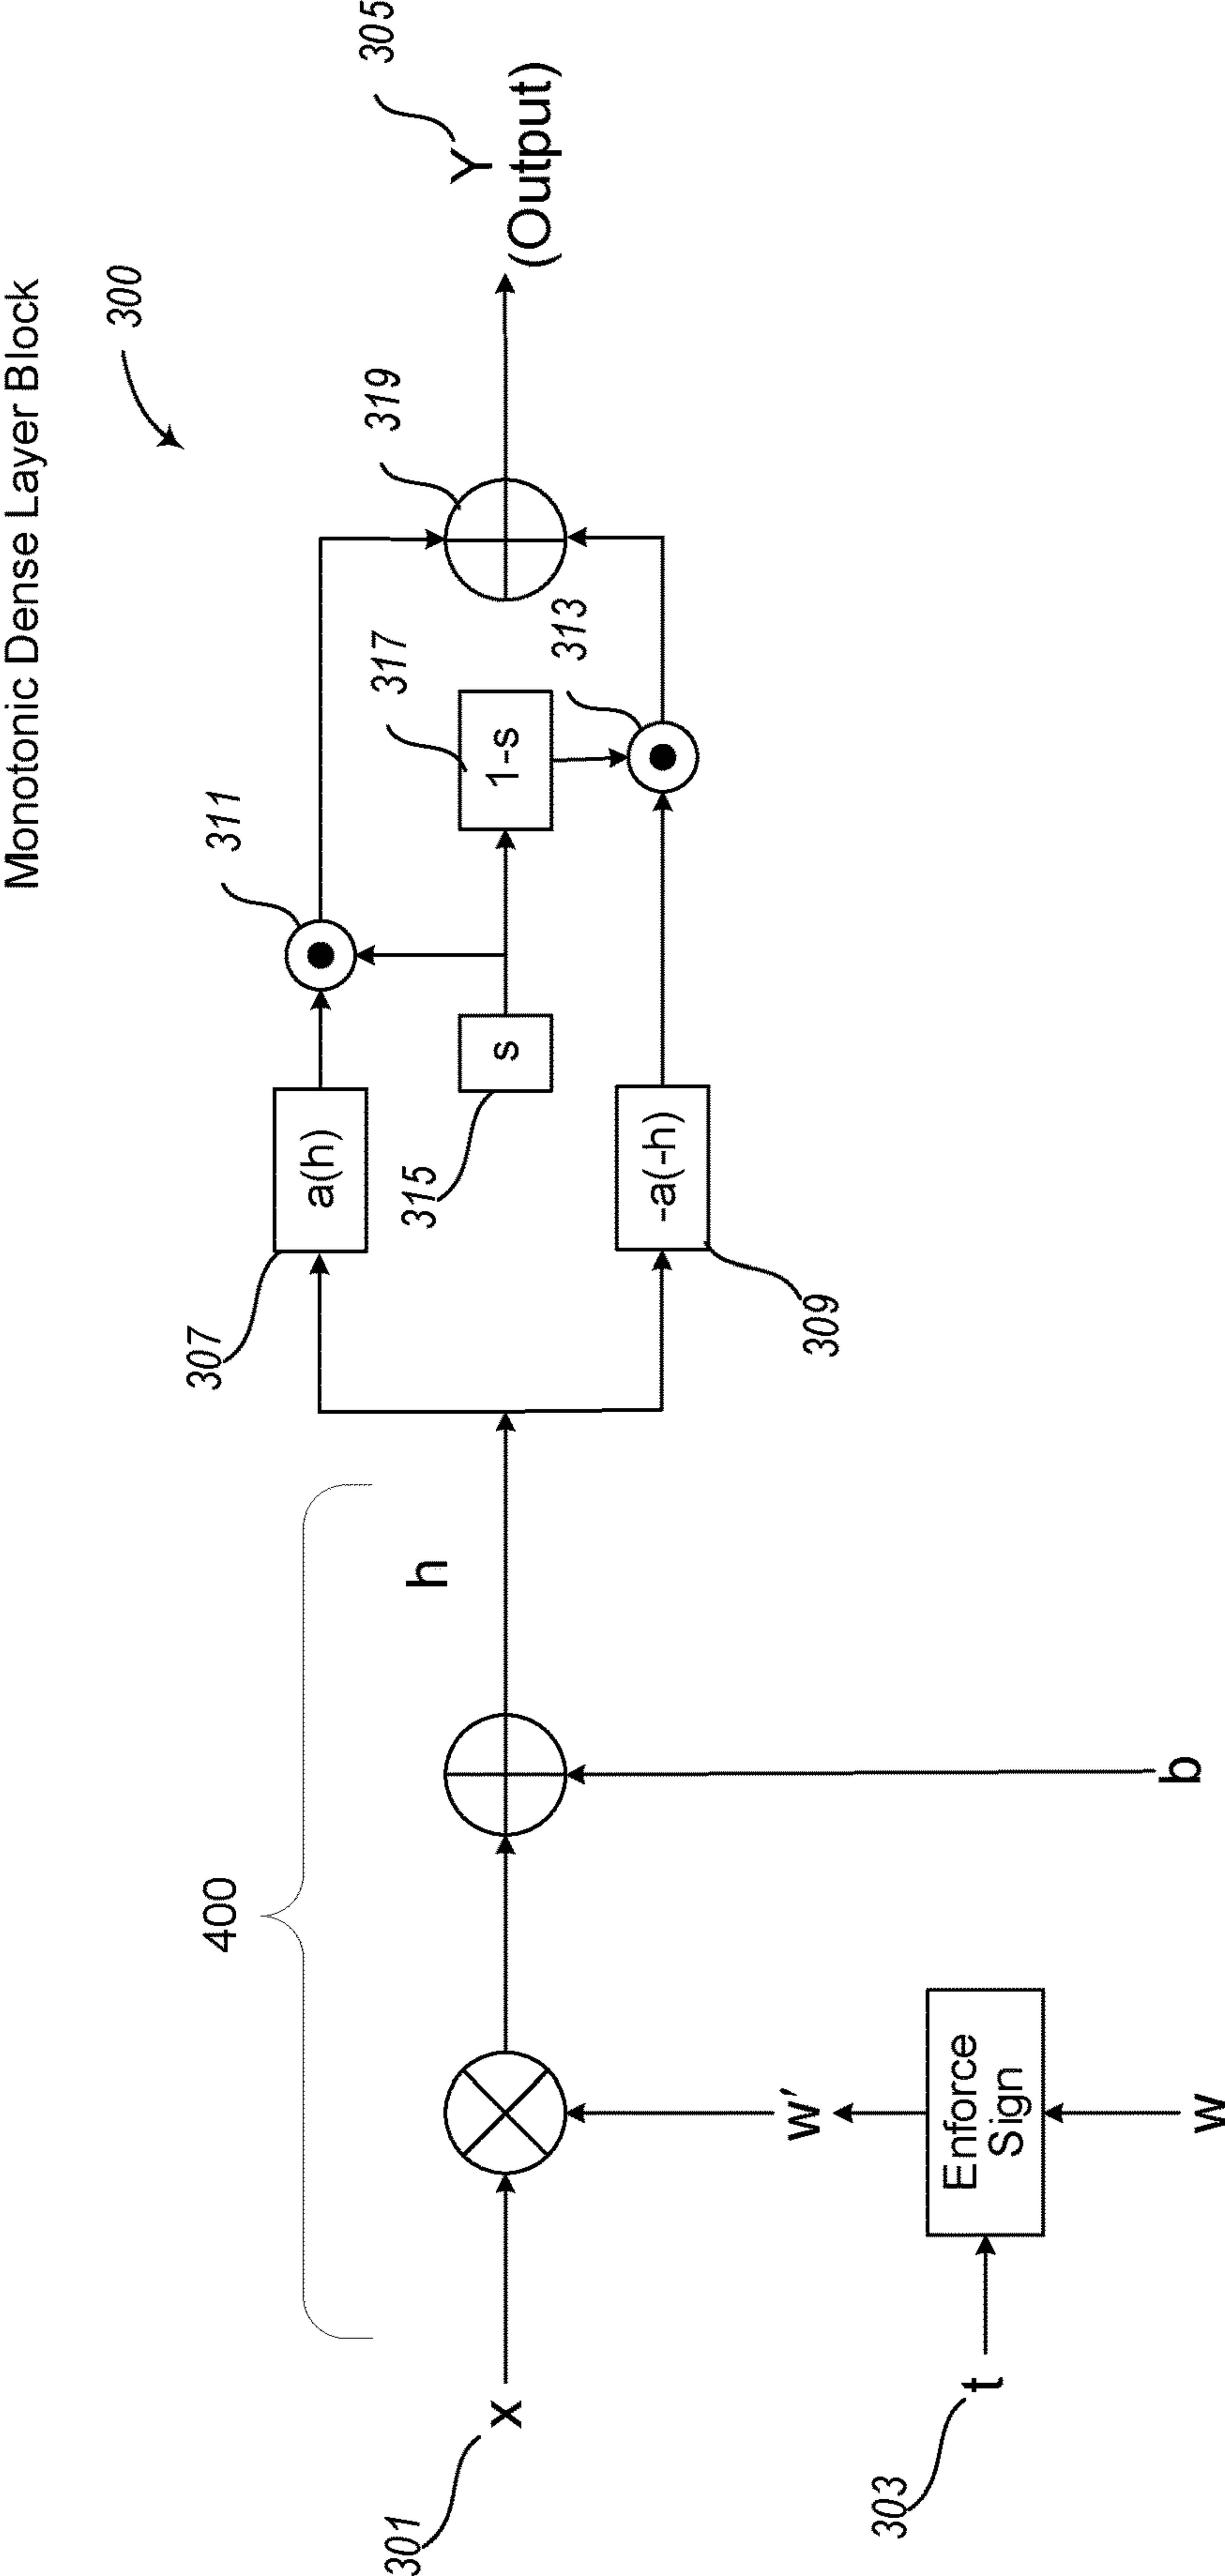 Monotonic Dense Layer Block
300
400
301
x
h
307
a(h)
311
315
s
317
1-s
319
305
Y
(Output)
309
-a(-h)
313
303
t
Enforce
Sign
w'
w
b